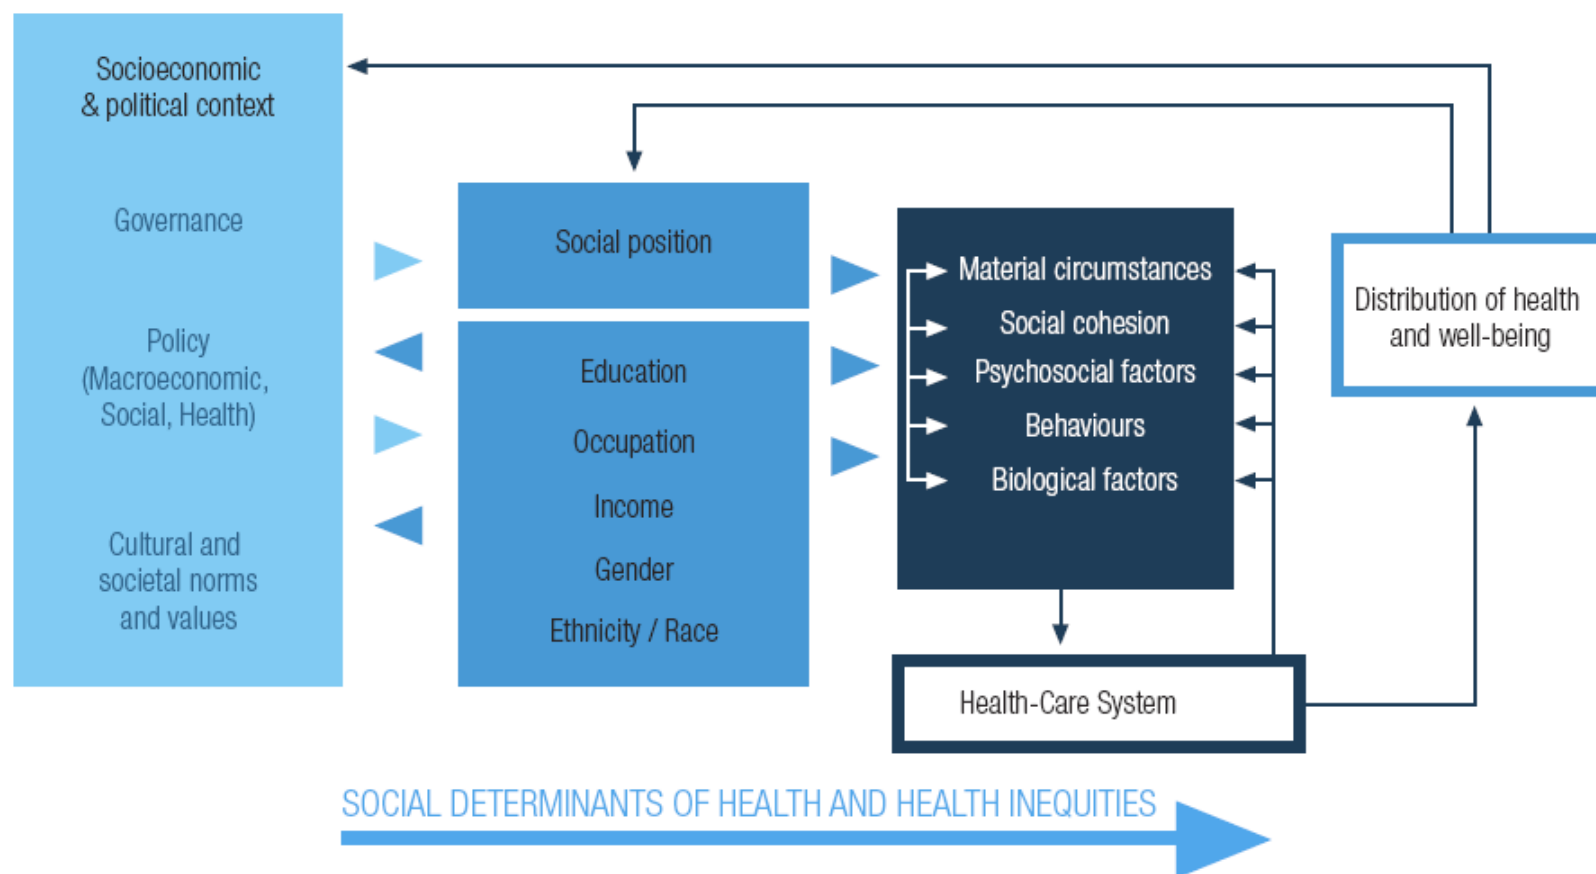 Socioeconomic
& political context
Governance
Policy
(Macroeconomic,
Social, Health)
Cultural and
societal norms
and values
Social position
Education
Occupation
Income
Gender
Ethnicity / Race
Material circumstances
Social cohesion
Psychosocial factors
Behaviours
Biological factors
Health-Care System
Distribution of health
and well-being
SOCIAL DETERMINANTS OF HEALTH AND HEALTH INEQUITIES